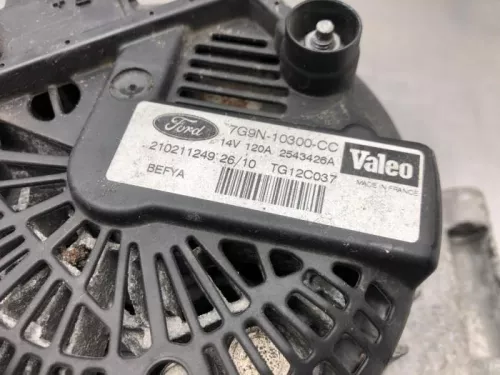 Ford 7G9N-10300-CC
14V 120A 2543426A
210211249 26/10 TG12C037
BEFYA
Valeo
MADE IN FRANCE